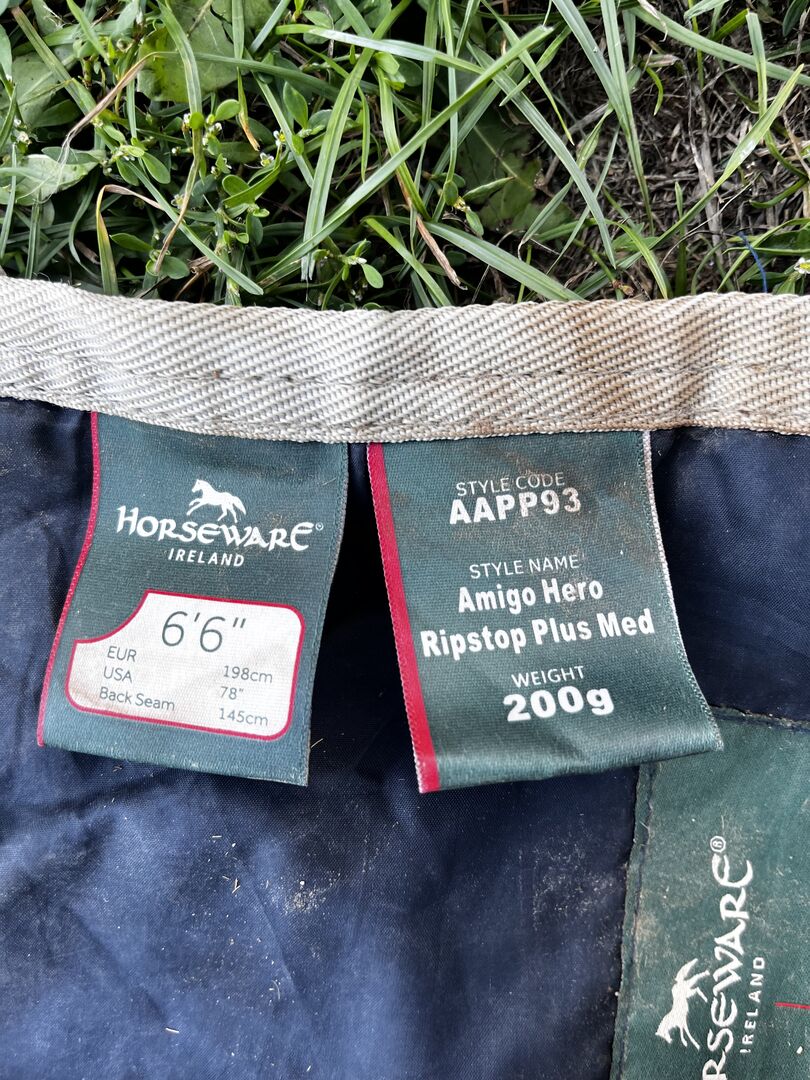 HORSEWARE®
IRELAND
6'6"
EUR 198cm
USA 78"
Back Seam 145cm
STYLE CODE
AAPP93
STYLE NAME
Amigo Hero
Ripstop Plus Med
WEIGHT
200g
RSEWARE®
IRELAND